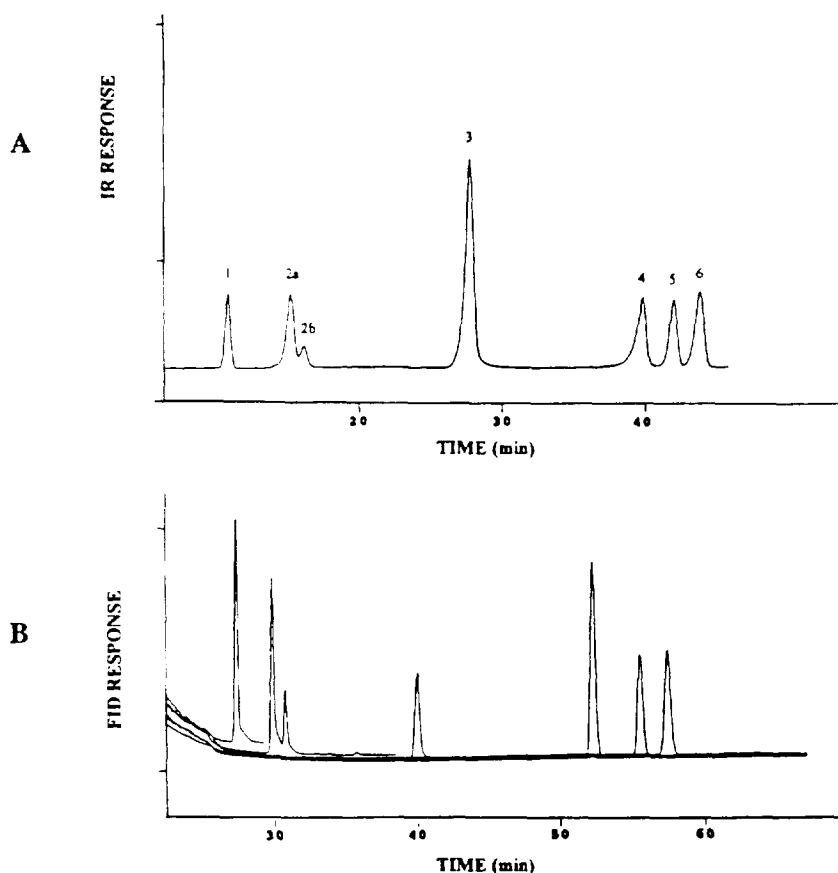 A
IR RESPONSE
1
2a
2b
3
4
5
6
20
30
40
TIME (min)
B
FID RESPONSE
30
40
50
60
TIME (min)